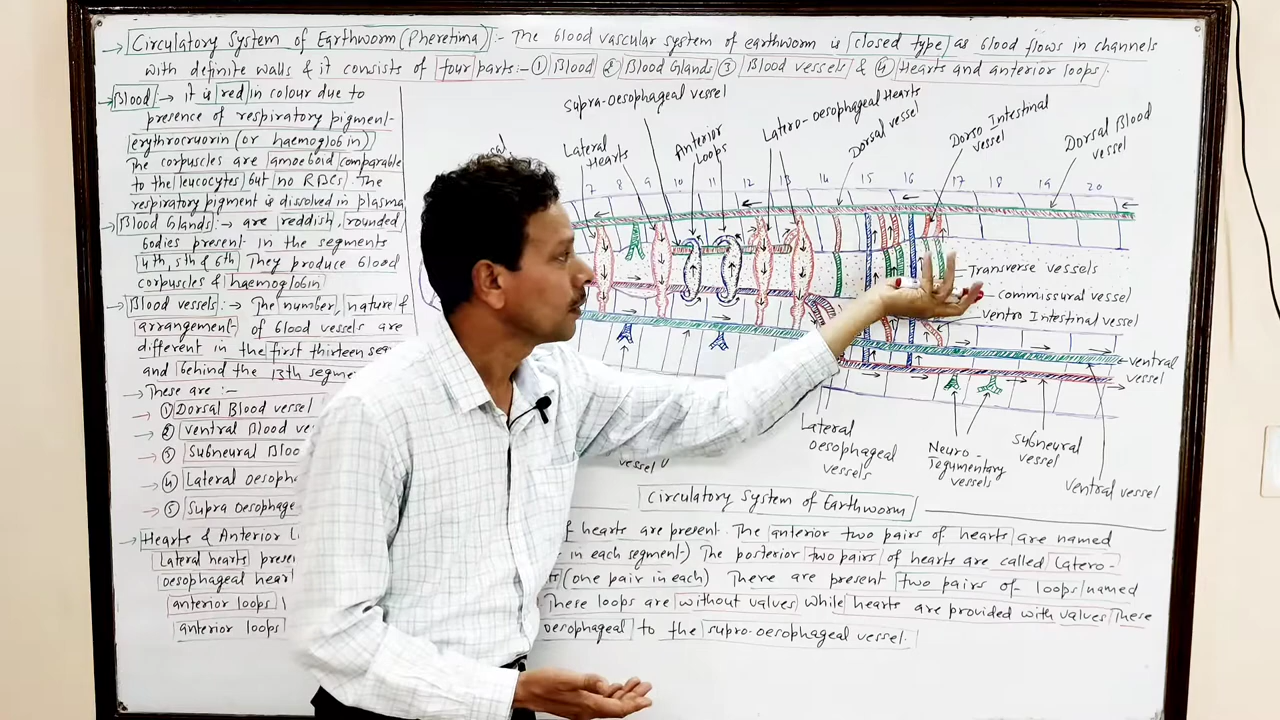 → Circulatory System of Earthworm (Pheretima) :- The blood vascular system of earthworm is closed type as blood flows in channels
with definite walls & it consists of four parts:- ① Blood ② Blood Glands ③ Blood vessels & ④ Hearts and anterior loops.
→ Blood → it is red in colour due to
presence of respiratory pigment-
erythrocruorin (or haemoglobin)
The corpuscles are amoeboid comparable
to the leucocytes but no RBCs. The
respiratory pigment is dissolved in plasma
→ Blood Glands :→ are reddish, rounded
bodies present in the segments
4th, 5th & 6th They produce blood
corpuscles & haemoglobin
→ Blood vessels :→ The number, nature &
arrangement of blood vessels are
different in the first thirteen
and behind the 13th
→ These are :-
→ ① Dorsal Blood vessel
→ ② ventral Blood
→ ③ Subneural
→ ④ Lateral
→ ⑤ Supra
→ Hearts & Anterior
Lateral hearts
oesophageal
anterior loops
anterior loops
Supra-oesophageal vessel
Lateral Hearts
Anterior Loops
Latero-oesophageal Hearts
Dorsal vessel
Dorso Intestinal vessel
Dorsal Blood vessel
7 8 9 10 11 12 13 14 15 16 17 18 19 20
Transverse vessels
commissural vessel
ventro Intestinal vessel
ventral vessel
vessel
Lateral oesophageal vessels
Neuro-Tegumentary vessels
Subneural vessel
ventral vessel
Circulatory System of Earthworm
of hearts are present. The anterior two pairs of hearts are named
in each segment) The posterior two pairs of hearts are called Latero-
(one pair in each) There are present two pairs of loops named
These loops are without valves while hearts are provided with valves These
oesophageal to the supro-oesophageal vessel.